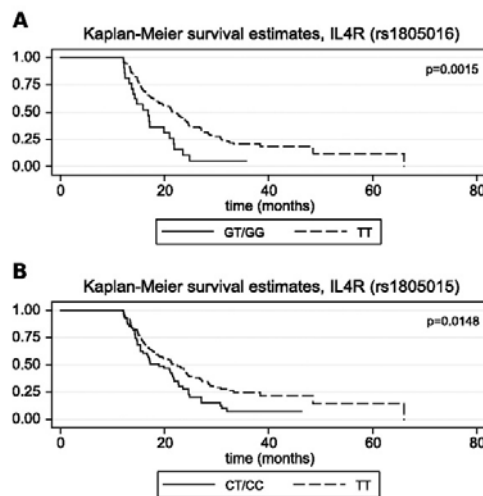 A
Kaplan-Meier survival estimates, IL4R (rs1805016)
p=0.0015
1.00
0.75
0.50
0.25
0.00
0 20 40 60 80
time (months)
GT/GG TT
B
Kaplan-Meier survival estimates, IL4R (rs1805015)
p=0.0148
1.00
0.75
0.50
0.25
0.00
0 20 40 60 80
time (months)
CT/CC TT